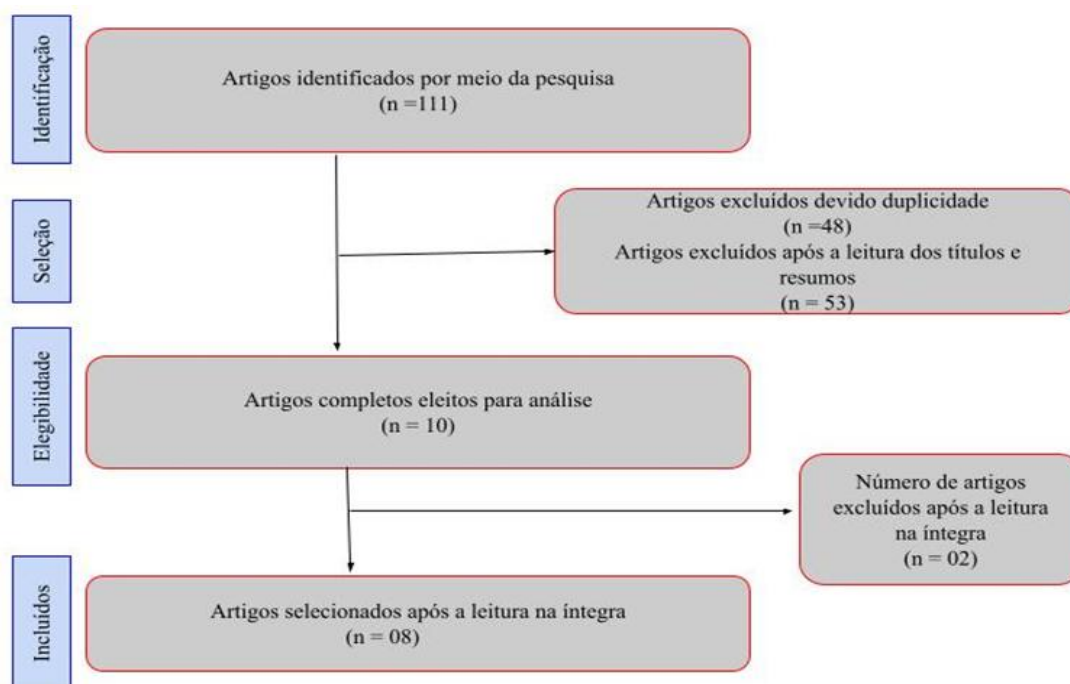 Identificação
Artigos identificados por meio da pesquisa
(n =111)
Seleção
Artigos excluídos devido duplicidade
(n =48)
Artigos excluídos após a leitura dos títulos e
resumos
(n = 53)
Elegibilidade
Artigos completos eleitos para análise
(n = 10)
Número de artigos
excluídos após a leitura
na íntegra
(n = 02)
Incluidos
Artigos selecionados após a leitura na íntegra
(n = 08)